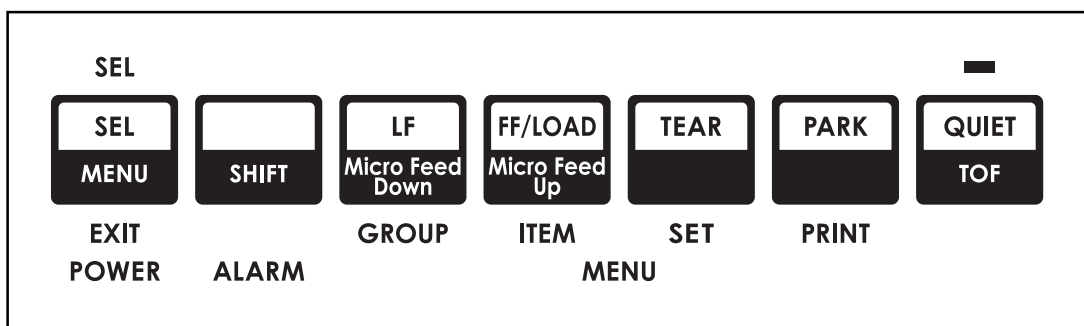 SEL
SEL LF FF/LOAD TEAR PARK QUIET
MENU SHIFT Micro Feed Down Micro Feed Up TOF
EXIT GROUP ITEM SET PRINT
POWER ALARM MENU